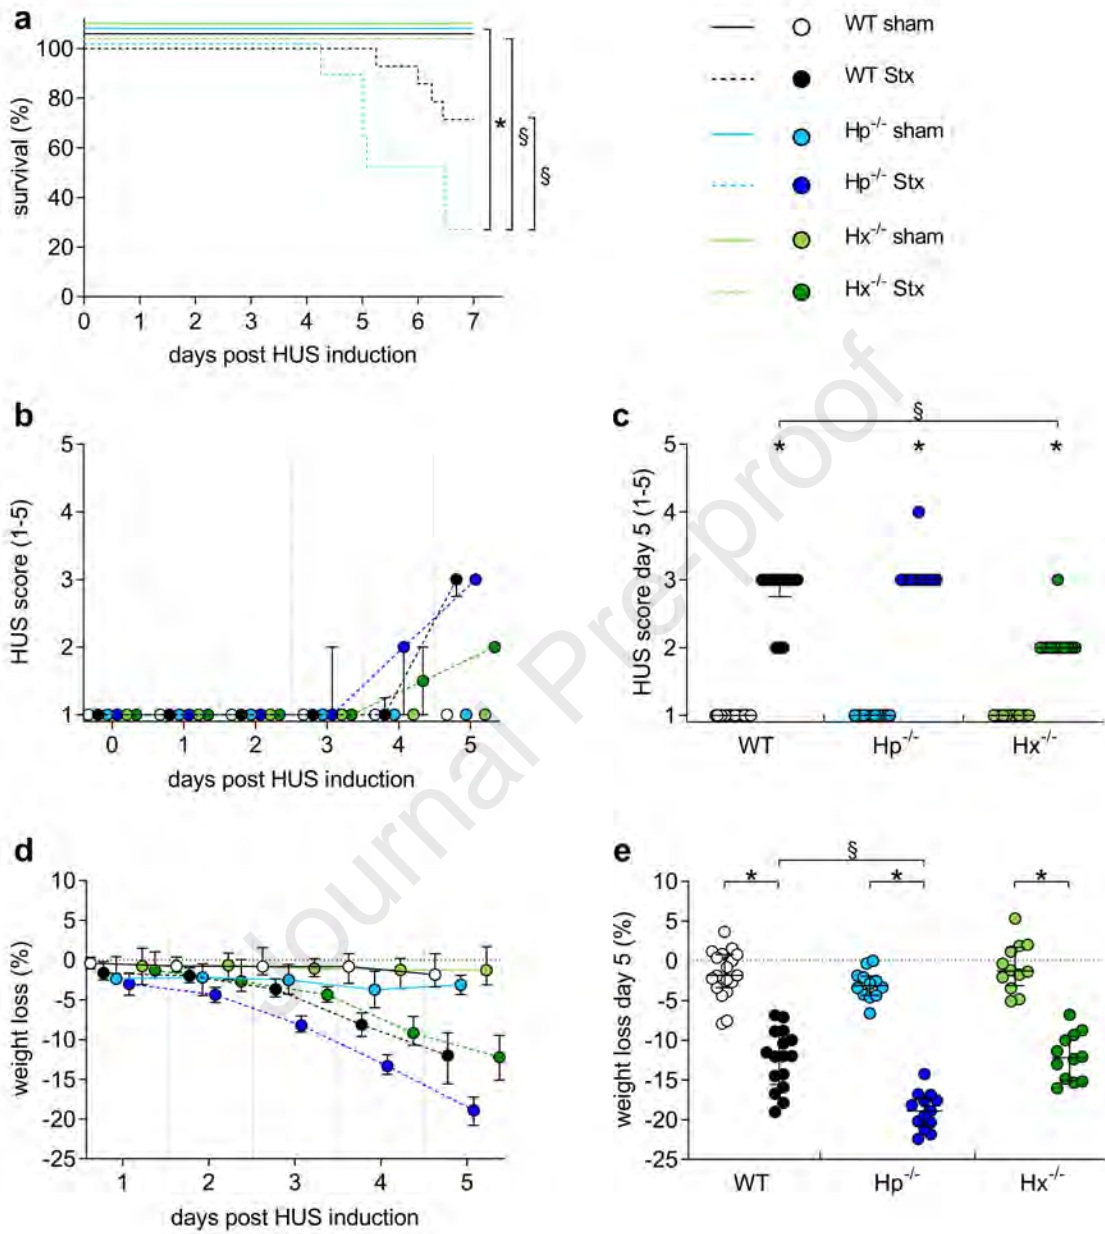 a
survival (%)
100
80
60
40
20
0
0 1 2 3 4 5 6 7
days post HUS induction
*
§
§
WT sham
WT Stx
Hp-/- sham
Hp-/- Stx
Hx-/- sham
Hx-/- Stx
b
HUS score (1-5)
5
4
3
2
1
0 1 2 3 4 5
days post HUS induction
c
HUS score day 5 (1-5)
5
4
3
2
1
§
* * *
WT Hp-/- Hx-/-
d
weight loss (%)
10
5
0
-5
-10
-15
-20
-25
1 2 3 4 5
days post HUS induction
e
weight loss day 5 (%)
10
5
0
-5
-10
-15
-20
-25
§
* * *
WT Hp-/- Hx-/-
Journal Pre-proof